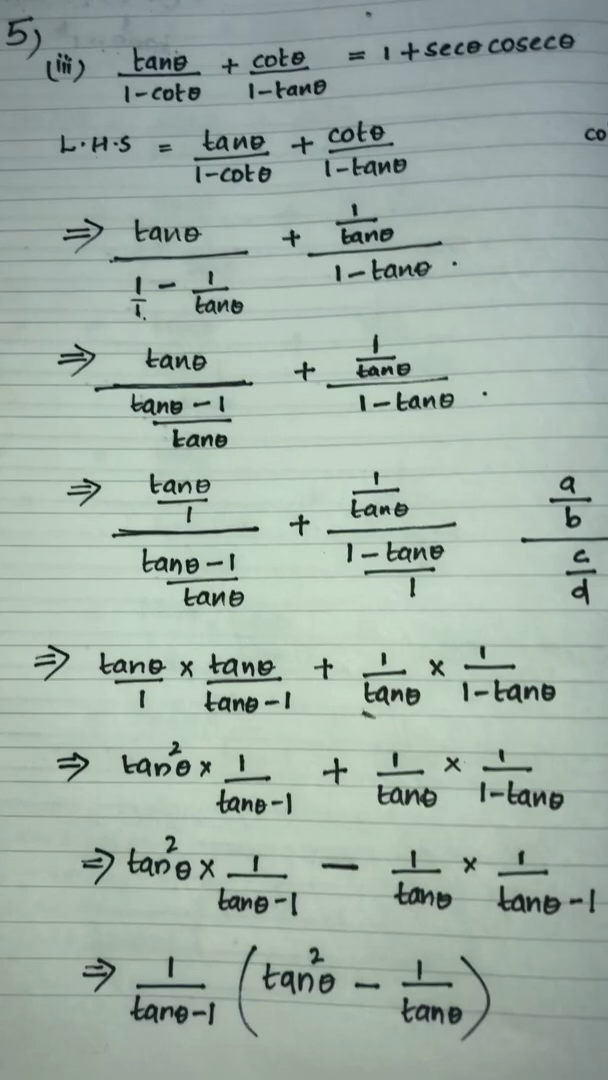 5)
(iii) tanθ/(1-cotθ) + cotθ/(1-tanθ) = 1 + secθ cosecθ
L.H.S = tanθ/(1-cotθ) + cotθ/(1-tanθ)
co
⇒ tanθ/(1/1 - 1/tanθ) + (1/tanθ)/(1-tanθ) .
⇒ tanθ/((tanθ-1)/tanθ) + (1/tanθ)/(1-tanθ) .
⇒ (tanθ/1)/((tanθ-1)/tanθ) + (1/tanθ)/((1-tanθ)/1)
(a/b)/(c/d)
⇒ tanθ/1 × tanθ/(tanθ-1) + 1/tanθ × 1/(1-tanθ)
⇒ tan²θ × 1/(tanθ-1) + 1/tanθ × 1/(1-tanθ)
⇒ tan²θ × 1/(tanθ-1) - 1/tanθ × 1/(tanθ-1)
⇒ 1/(tanθ-1) (tan²θ - 1/tanθ)